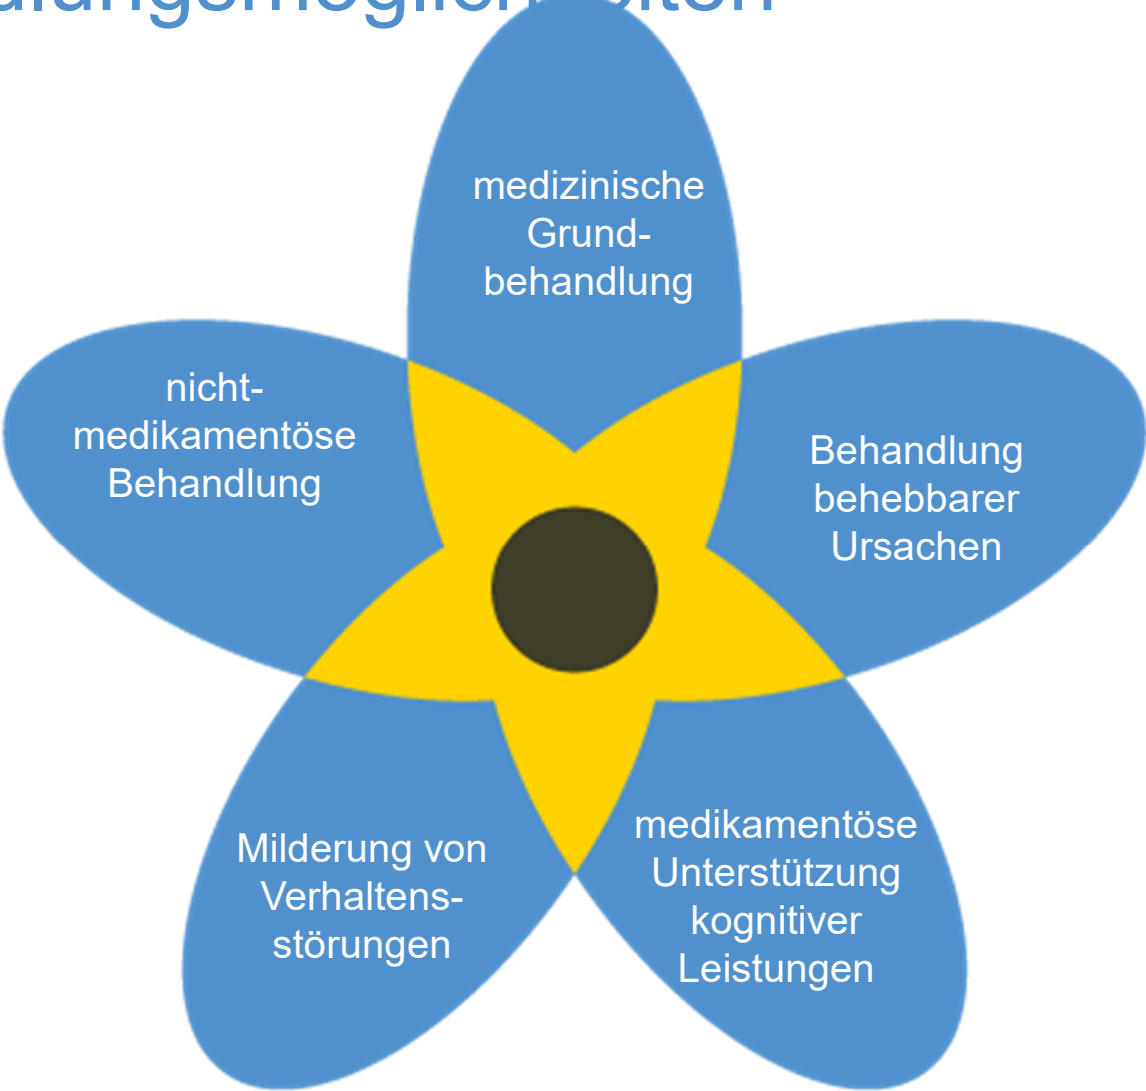 medizinische
Grund-
behandlung
nicht-
medikamentöse
Behandlung
Behandlung
behebbarer
Ursachen
Milderung von
Verhaltens-
störungen
medikamentöse
Unterstützung
kognitiver
Leistungen